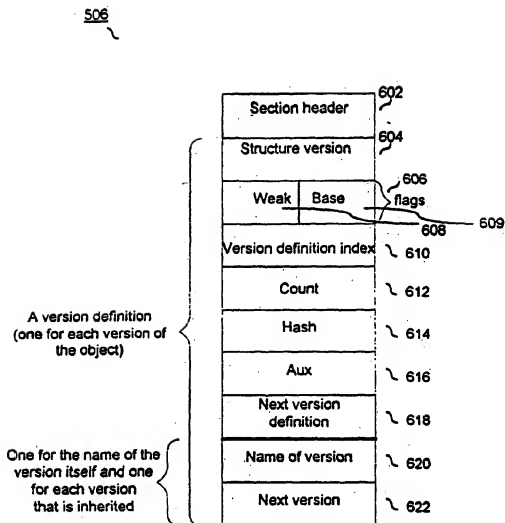 506
602
Section header
604
Structure version
606
Weak Base flags
608 609
Version definition index 610
Count 612
A version definition
(one for each version of
the object)
Hash 614
Aux 616
Next version
definition 618
One for the name of the
version itself and one
for each version
that is inherited
Name of version 620
Next version 622